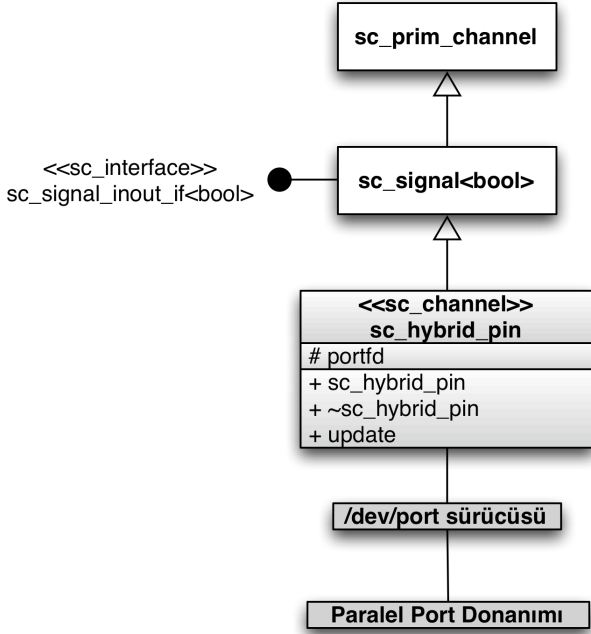 sc_prim_channel
<<sc_interface>>
sc_signal_inout_if<bool>
sc_signal<bool>
<<sc_channel>>
sc_hybrid_pin
# portfd
+ sc_hybrid_pin
+ ~sc_hybrid_pin
+ update
/dev/port sürücüsü
Paralel Port Donanımı